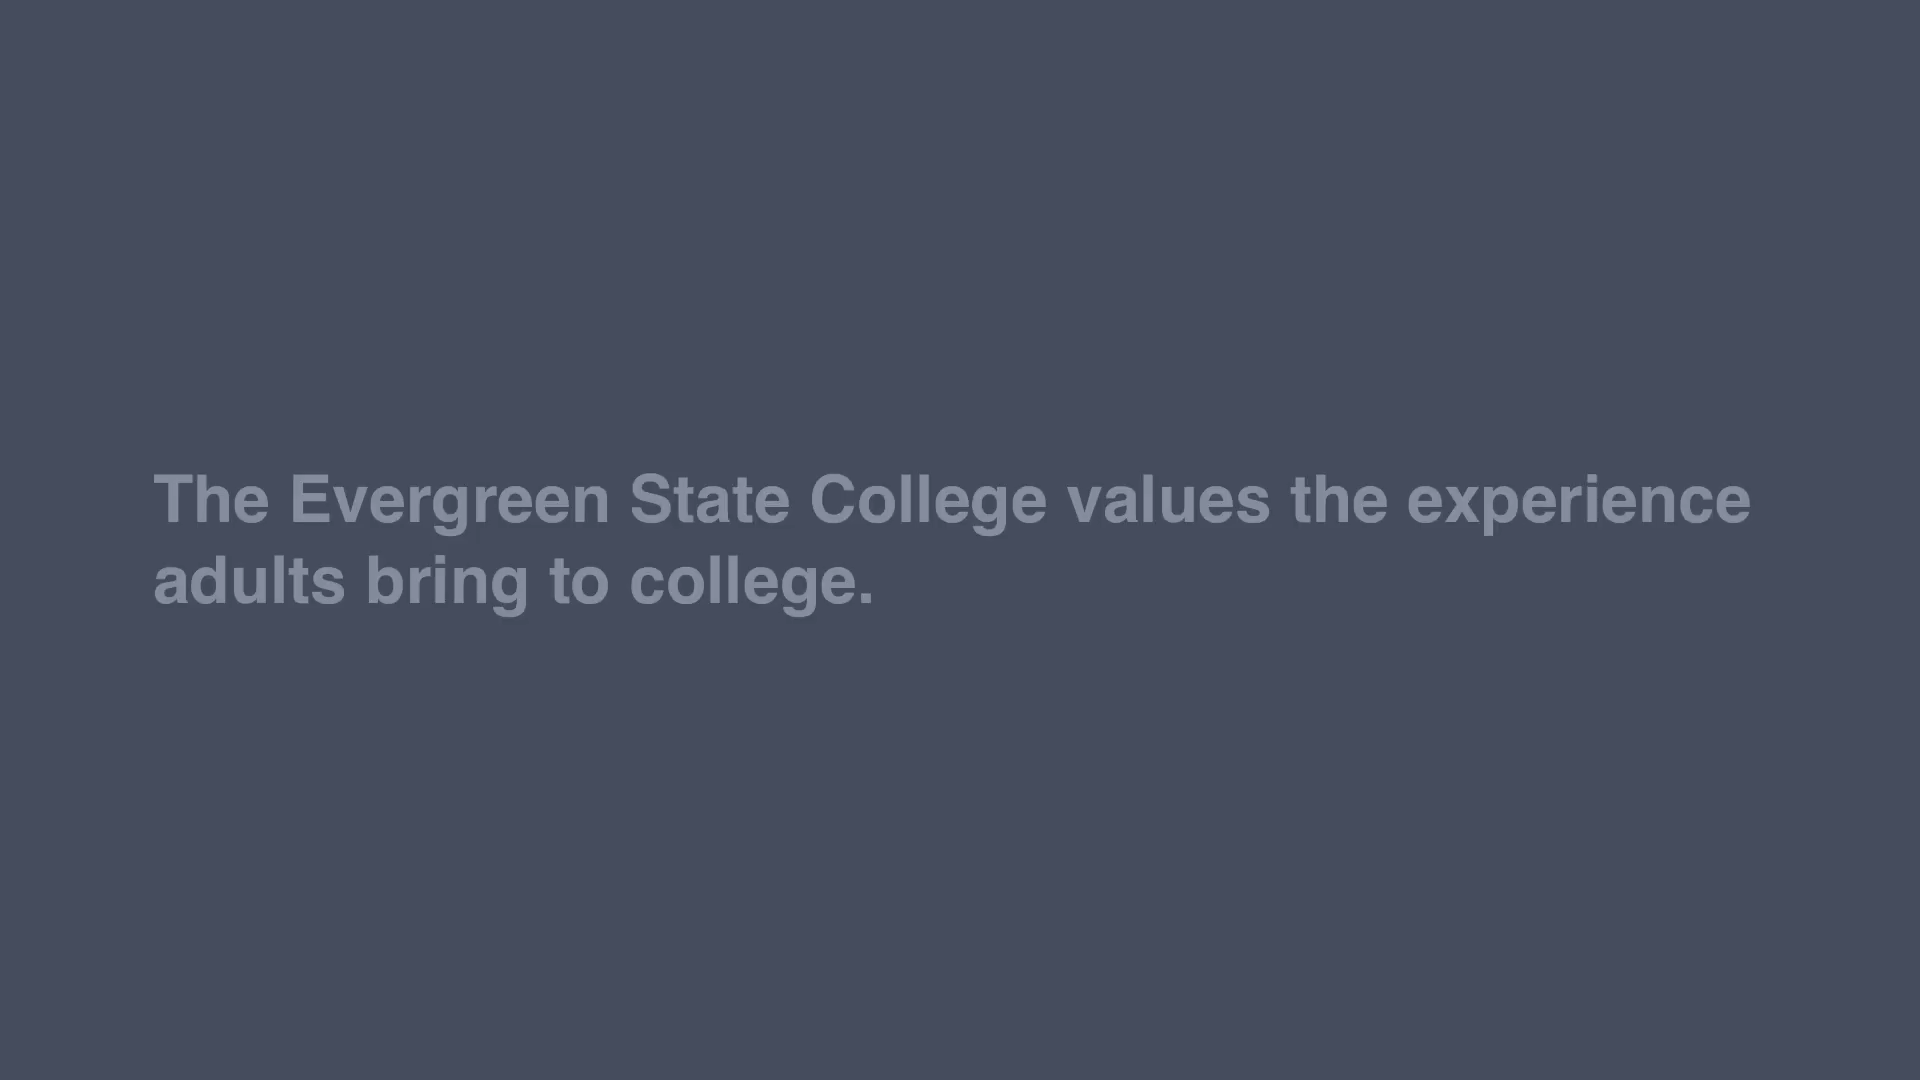 The Evergreen State College values the experience
adults bring to college.